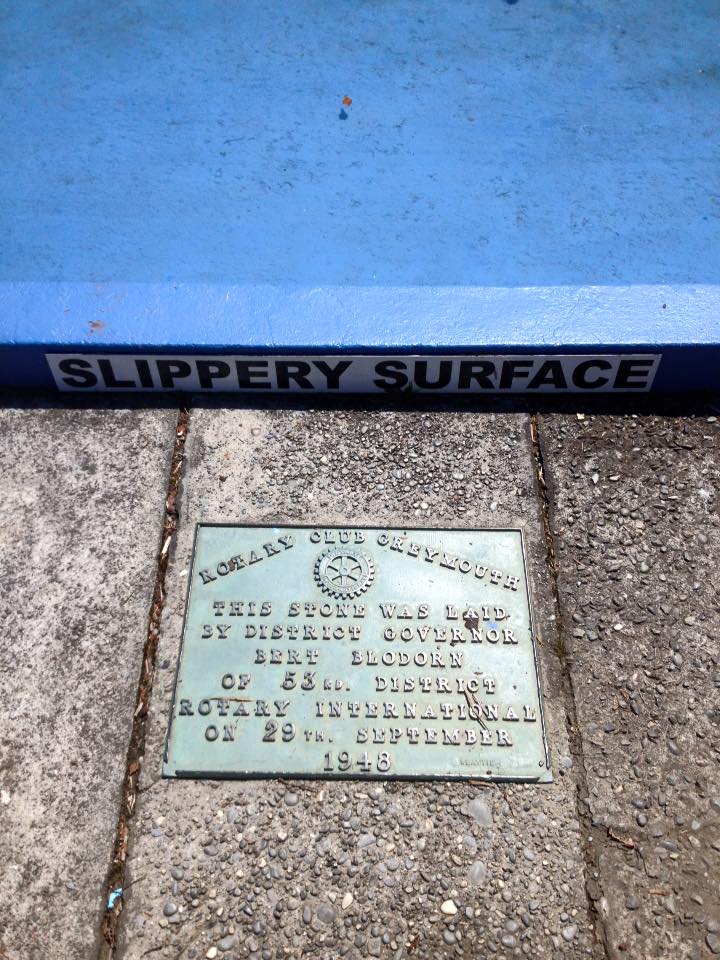 SLIPPERY SURFACE
ROTARY CLUB GREYMOUTH
THIS STONE WAS LAID
BY DISTRICT GOVERNOR
BERT BLODORN
OF 53RD. DISTRICT
ROTARY INTERNATIONAL
ON 29TH. SEPTEMBER
1948